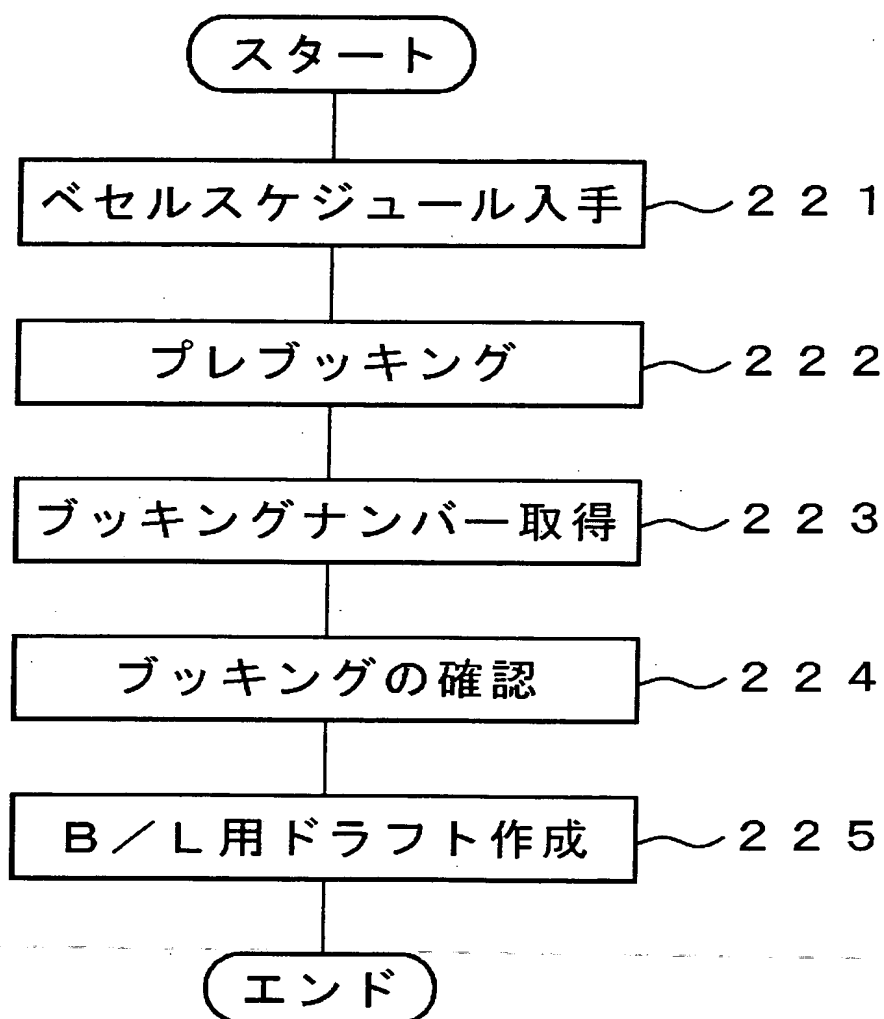 スタート
ベセルスケジュール入手 221
プレブッキング 222
ブッキングナンバー取得 223
ブッキングの確認 224
B/L用ドラフト作成 225
エンド